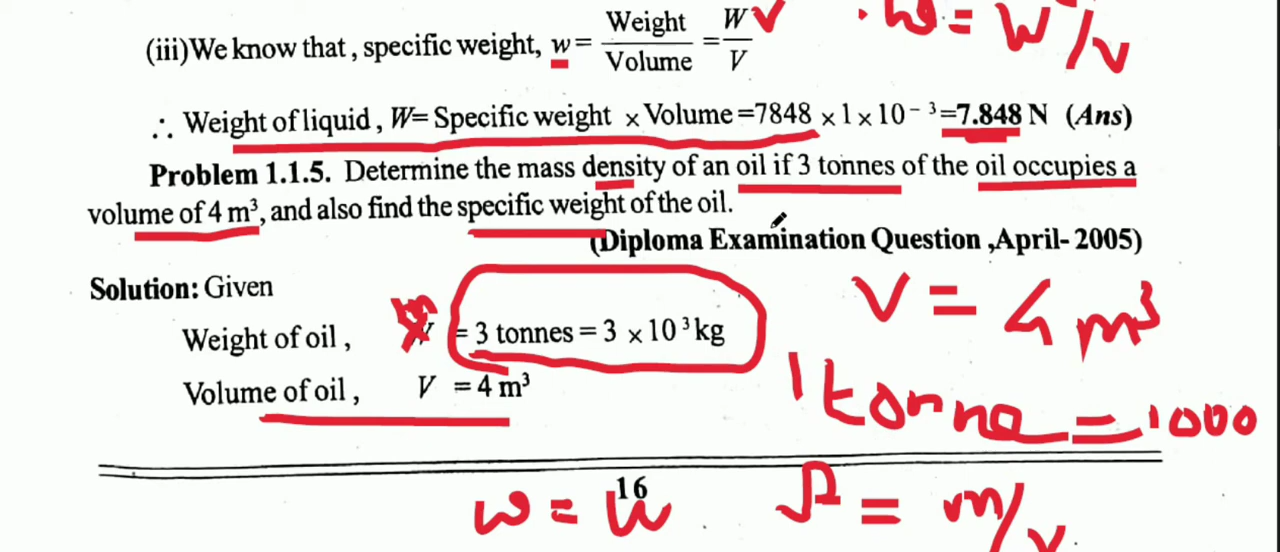 (iii) We know that, specific weight, w = Weight / Volume = W / V
w = W/v
∴ Weight of liquid, W= Specific weight × Volume =7848 × 1 × 10⁻³ =7.848 N (Ans)
Problem 1.1.5. Determine the mass density of an oil if 3 tonnes of the oil occupies a
volume of 4 m³, and also find the specific weight of the oil.
(Diploma Examination Question ,April- 2005)
Solution: Given
Weight of oil, m = 3 tonnes = 3 × 10³ kg
Volume of oil, V = 4 m³
V = 4 m³
1 tonne = 1000
16
w = W
= m/v